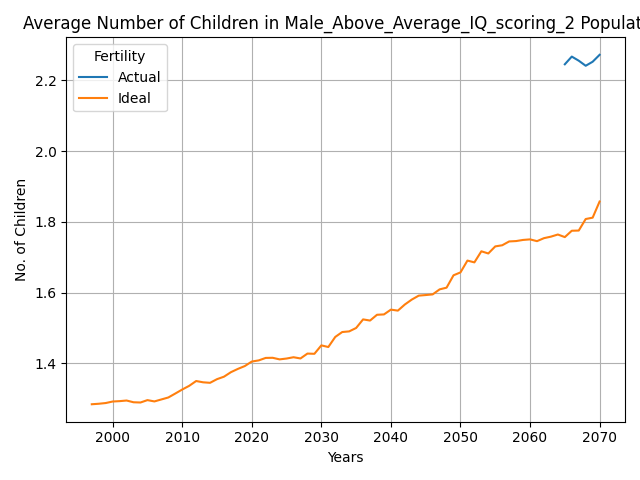 Average Number of Children in Male_Above_Average_IQ_scoring_2 Populat
Fertility
Actual
Ideal
No. of Children
2.2
2.0
1.8
1.6
1.4
2000 2010 2020 2030 2040 2050 2060 2070
Years